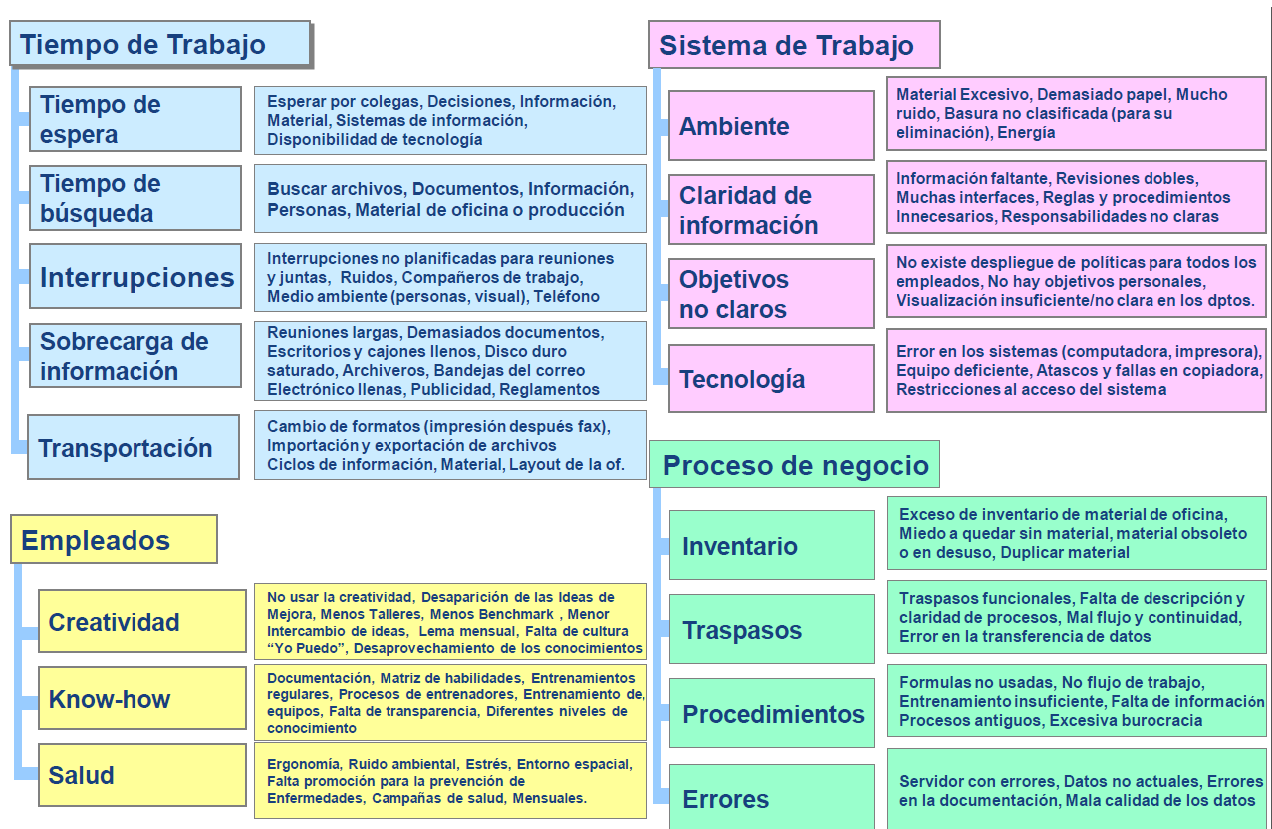 Tiempo de Trabajo
Tiempo de
espera
Esperar por colegas, Decisiones, Información,
Material, Sistemas de información,
Disponibilidad de tecnología
Tiempo de
búsqueda
Buscar archivos, Documentos, Información,
Personas, Material de oficina o producción
Interrupciones
Interrupciones no planificadas para reuniones
y juntas, Ruidos, Compañeros de trabajo,
Medio ambiente (personas, visual), Teléfono
Sobrecarga de
información
Reuniones largas, Demasiados documentos,
Escritorios y cajones llenos, Disco duro
saturado, Archiveros, Bandejas del correo
Electrónico llenas, Publicidad, Reglamentos
Transportación
Cambio de formatos (impresión después fax),
Importación y exportación de archivos
Ciclos de información, Material, Layout de la of.
Empleados
Creatividad
No usar la creatividad, Desaparición de las Ideas de
Mejora, Menos Talleres, Menos Benchmark , Menor
Intercambio de ideas, Lema mensual, Falta de cultura
“Yo Puedo”, Desaprovechamiento de los conocimientos
Know-how
Documentación, Matriz de habilidades, Entrenamientos
regulares, Procesos de entrenadores, Entrenamiento de,
equipos, Falta de transparencia, Diferentes niveles de
conocimiento
Salud
Ergonomía, Ruido ambiental, Estrés, Entorno espacial,
Falta promoción para la prevención de
Enfermedades, Campañas de salud, Mensuales.
Sistema de Trabajo
Ambiente
Material Excesivo, Demasiado papel, Mucho
ruido, Basura no clasificada (para su
eliminación), Energía
Claridad de
información
Información faltante, Revisiones dobles,
Muchas interfaces, Reglas y procedimientos
Innecesarios, Responsabilidades no claras
Objetivos
no claros
No existe despliegue de políticas para todos los
empleados, No hay objetivos personales,
Visualización insuficiente/no clara en los dptos.
Tecnología
Error en los sistemas (computadora, impresora),
Equipo deficiente, Atascos y fallas en copiadora,
Restricciones al acceso del sistema
Proceso de negocio
Inventario
Exceso de inventario de material de oficina,
Miedo a quedar sin material, material obsoleto
o en desuso, Duplicar material
Traspasos
Traspasos funcionales, Falta de descripción y
claridad de procesos, Mal flujo y continuidad,
Error en la transferencia de datos
Procedimientos
Formulas no usadas, No flujo de trabajo,
Entrenamiento insuficiente, Falta de información
Procesos antiguos, Excesiva burocracia
Errores
Servidor con errores, Datos no actuales, Errores
en la documentación, Mala calidad de los datos